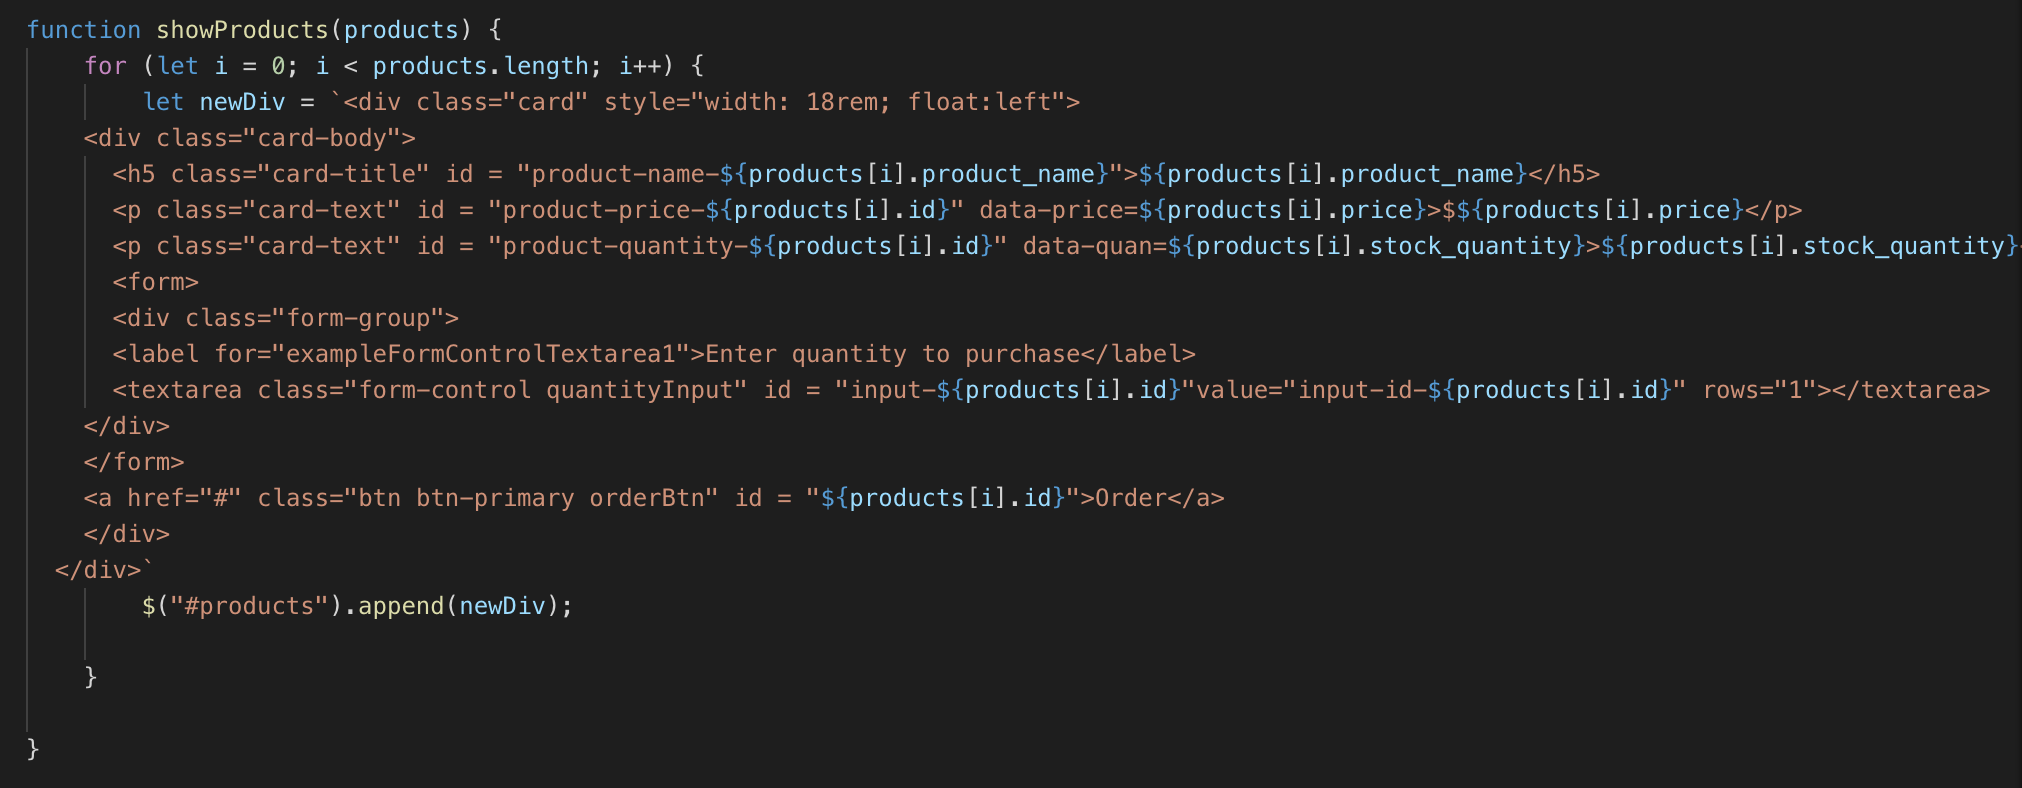 function showProducts(products) {
    for (let i = 0; i < products.length; i++) {
        let newDiv = `<div class="card" style="width: 18rem; float:left">
    <div class="card-body">
      <h5 class="card-title" id = "product-name-${products[i].product_name}">${products[i].product_name}</h5>
      <p class="card-text" id = "product-price-${products[i].id}" data-price=${products[i].price}>$${products[i].price}</p>
      <p class="card-text" id = "product-quantity-${products[i].id}" data-quan=${products[i].stock_quantity}>${products[i].stock_quantity}
      <form>
      <div class="form-group">
      <label for="exampleFormControlTextarea1">Enter quantity to purchase</label>
      <textarea class="form-control quantityInput" id = "input-${products[i].id}"value="input-id-${products[i].id}" rows="1"></textarea>
    </div>
    </form>
    <a href="#" class="btn btn-primary orderBtn" id = "${products[i].id}">Order</a>
    </div>
  </div>`
        $("#products").append(newDiv);
    }
}